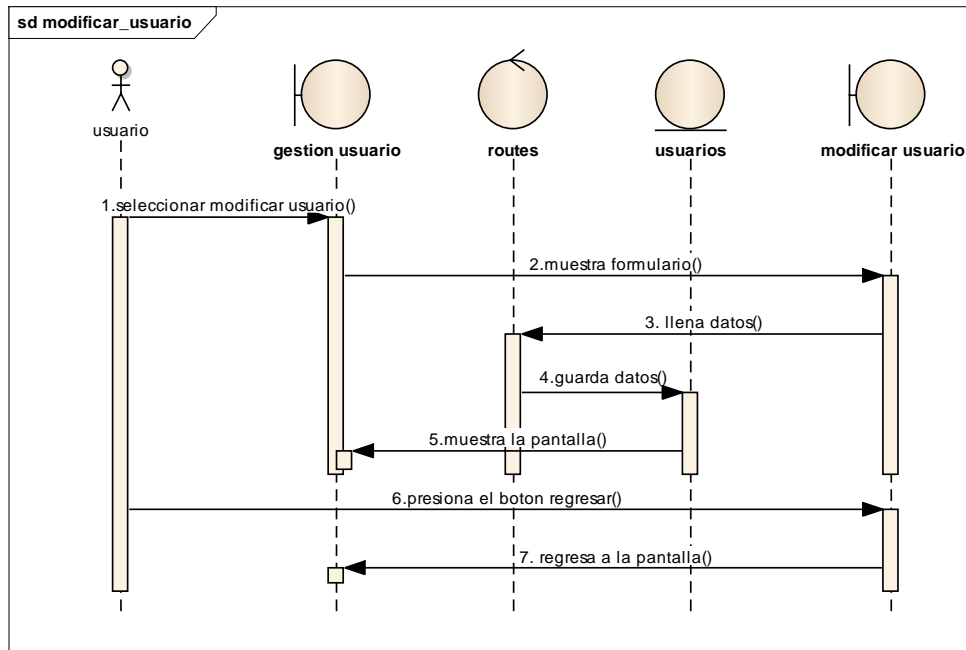 sd modificar_usuario
usuario
gestion usuario
routes
usuarios
modificar usuario
1.seleccionar modificar usuario()
2.muestra formulario()
3. llena datos()
4.guarda datos()
5.muestra la pantalla()
6.presiona el boton regresar()
7. regresa a la pantalla()